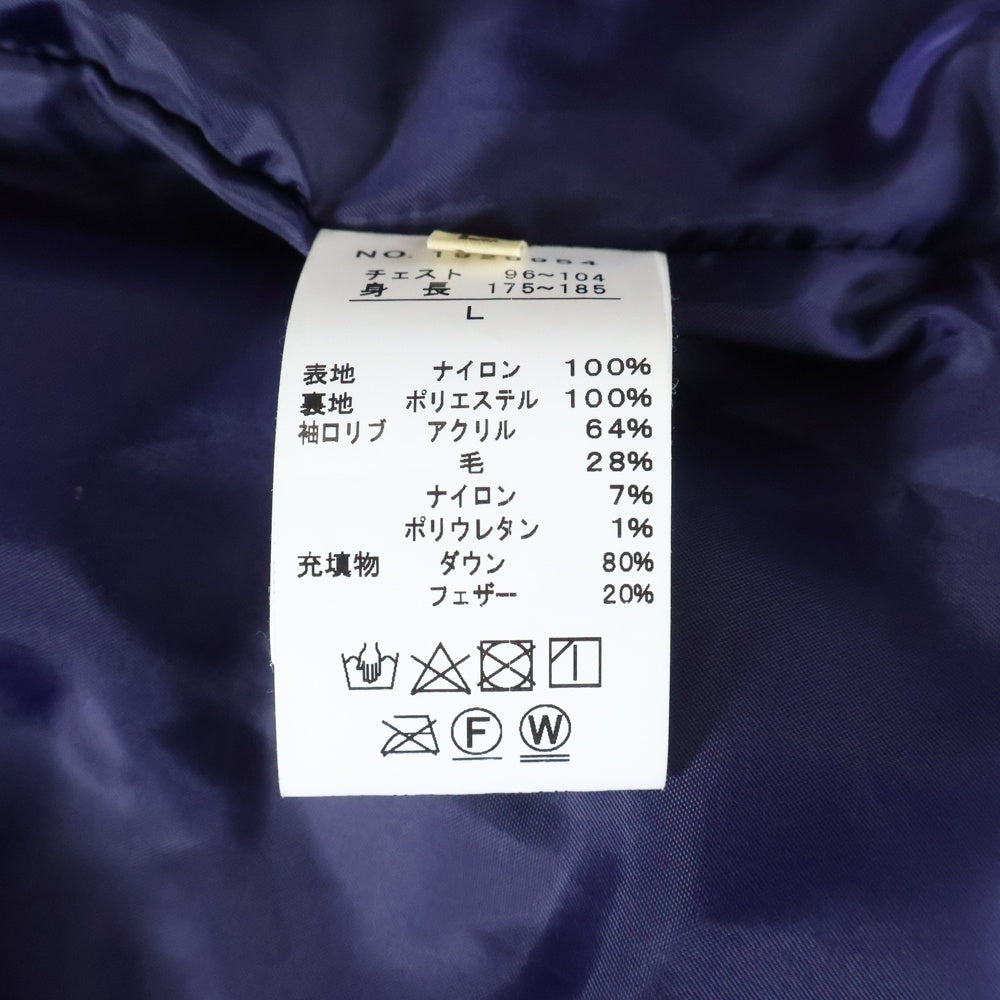 NO.
チェスト 96~104
身長 175~185
L
表地 ナイロン 100%
裏地 ポリエステル 100%
袖口リブ アクリル 64%
毛 28%
ナイロン 7%
ポリウレタン 1%
充填物 ダウン 80%
フェザー 20%
F W